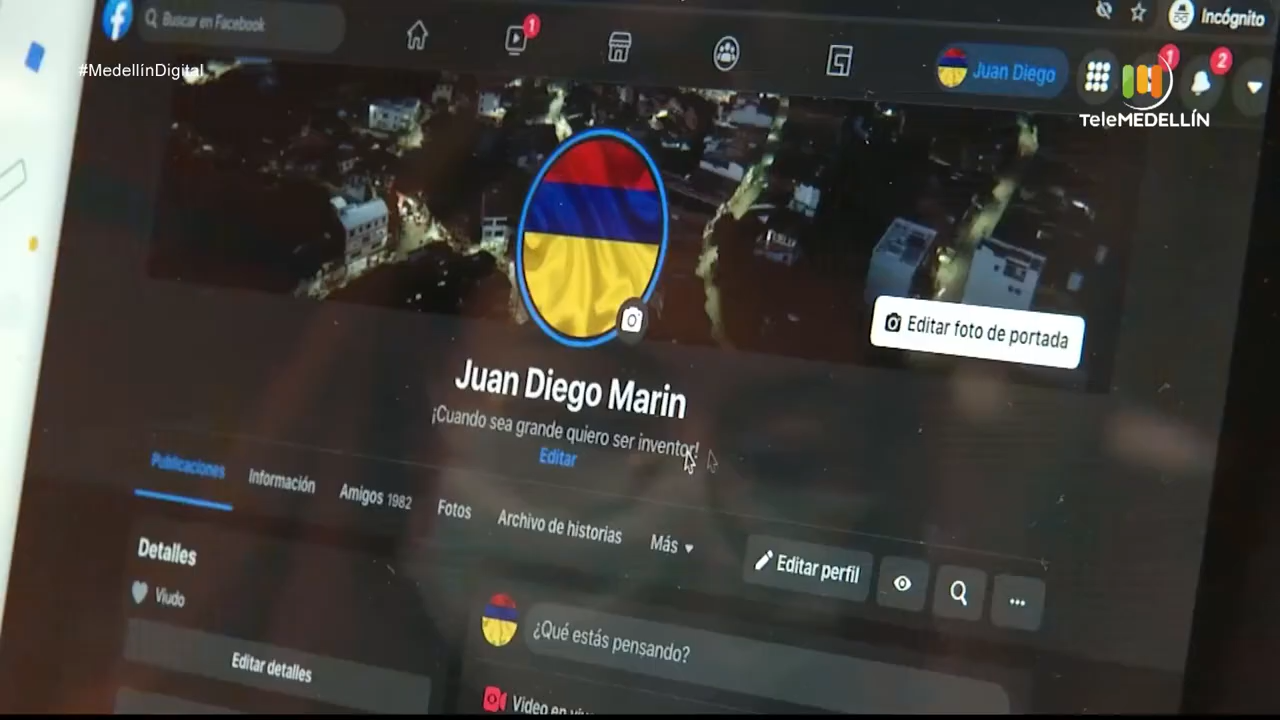 Buscar en Facebook
1
Juan Diego
1
2
Incógnito
#MedellínDigital
TeleMEDELLÍN
Editar foto de portada
Juan Diego Marin
¡Cuando sea grande quiero ser inventor!
Editar
Publicaciones
Información
Amigos 1982
Fotos
Archivo de historias
Más
Editar perfil
Detalles
Viudo
¿Qué estás pensando?
Editar detalles
Video en